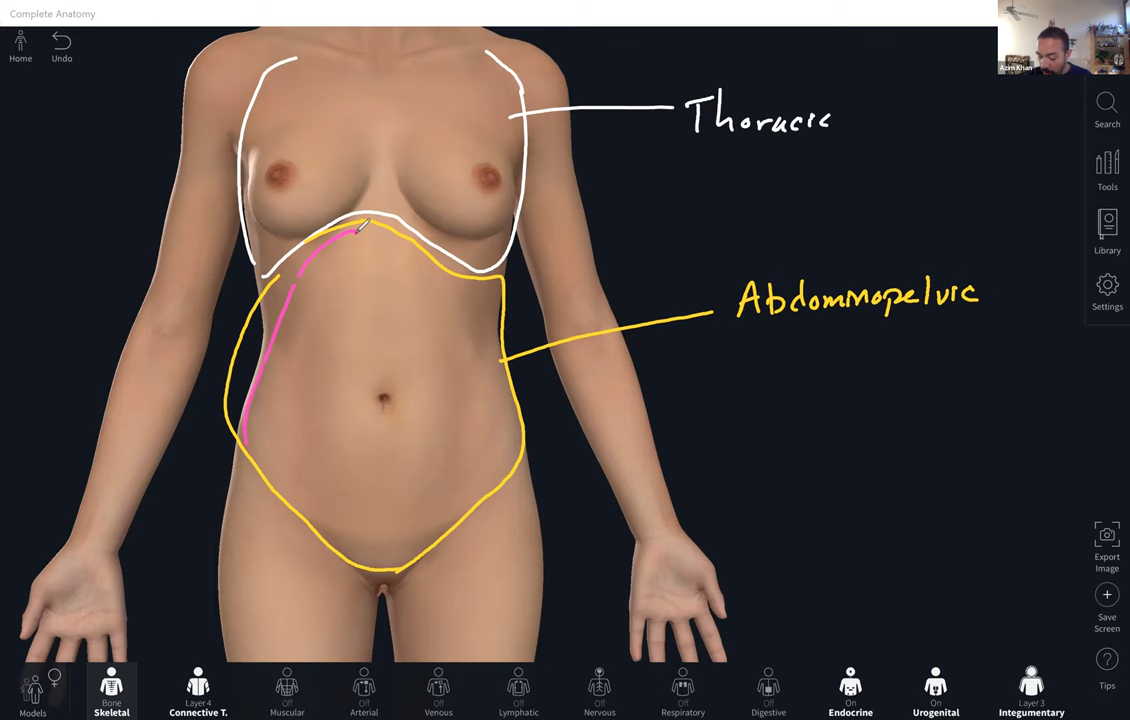 Complete Anatomy
Home
Undo
Azim Khan
Thoracic
Search
Tools
Library
Abdommopelvic
Settings
Export
Image
Save
Screen
Tips
Models
Bone
Skeletal
Layer 4
Connective T.
Off
Muscular
Off
Arterial
Off
Venous
Off
Lymphatic
Off
Nervous
Off
Respiratory
Off
Digestive
On
Endocrine
On
Urogenital
Layer 3
Integumentary